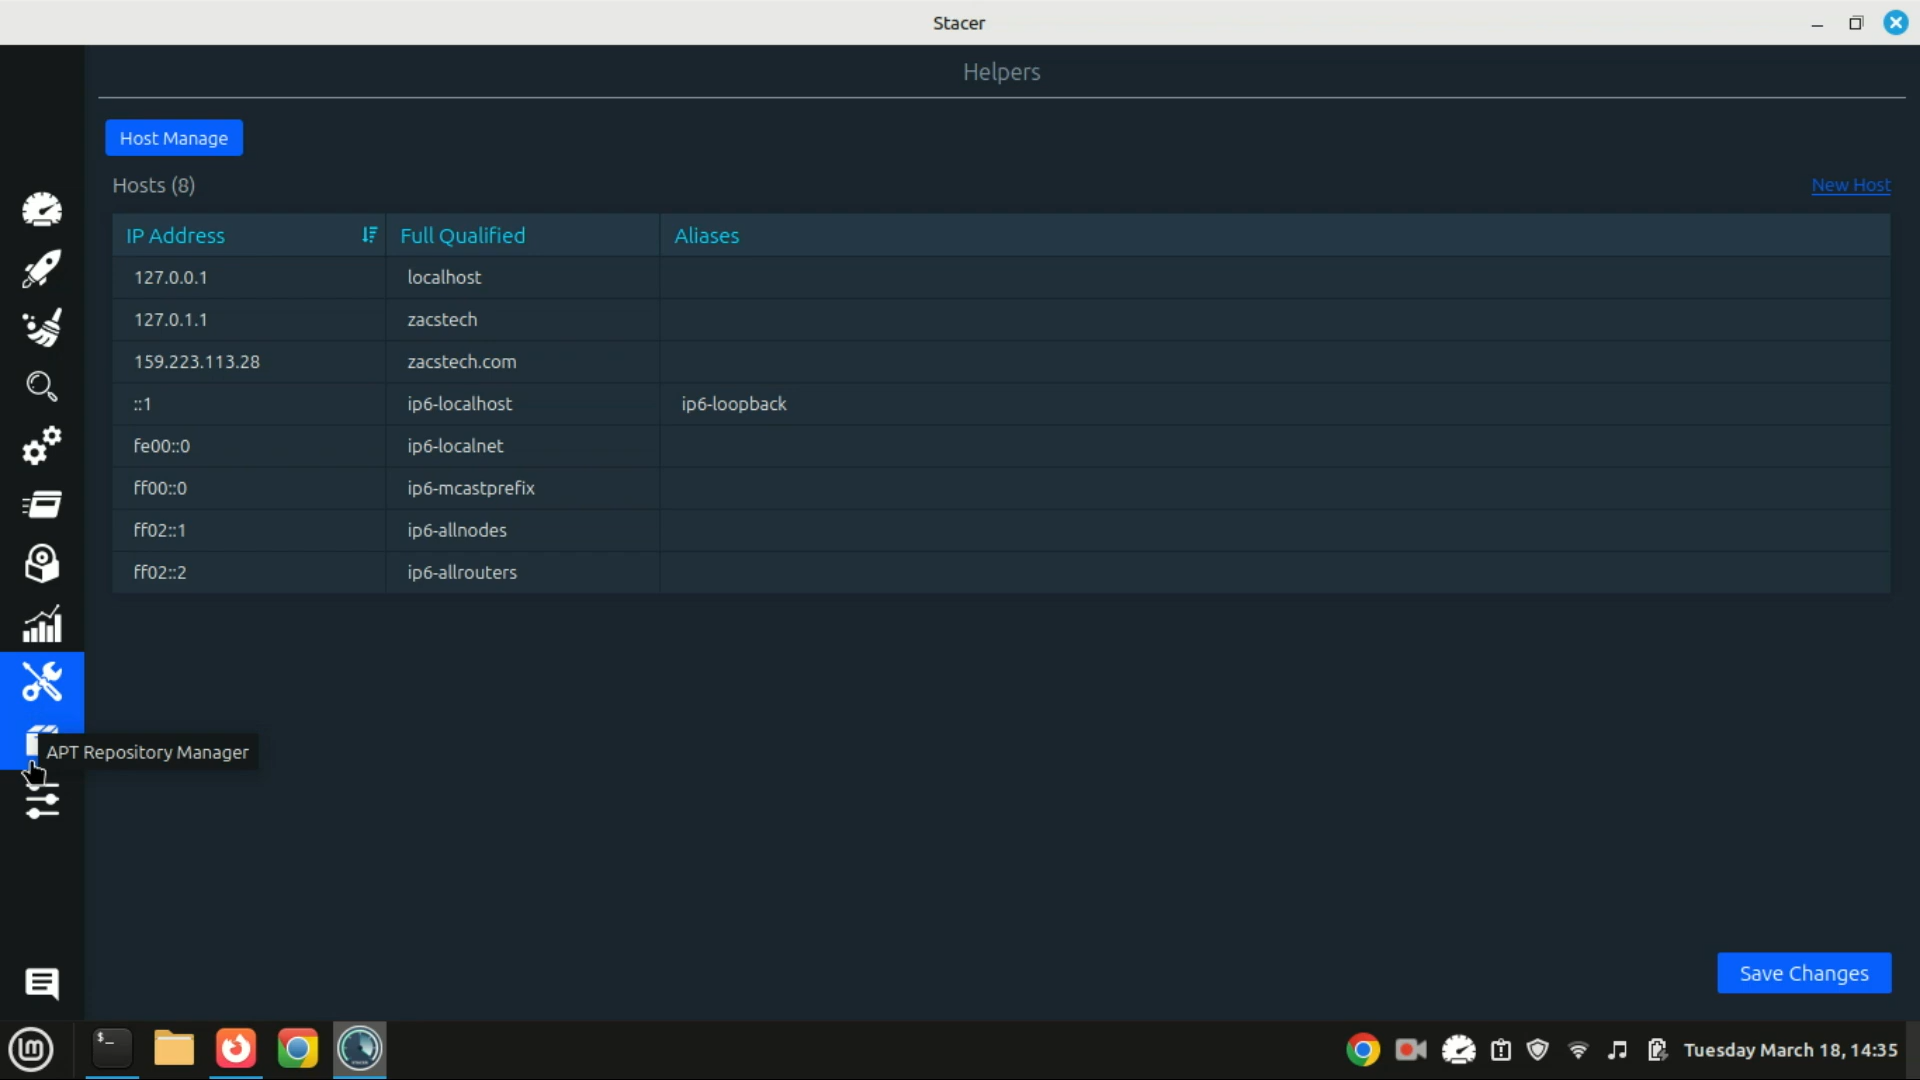 Stacer
Helpers
Host Manage
Hosts (8)
New Host
IP Address Full Qualified Aliases
127.0.0.1 localhost
127.0.1.1 zacstech
159.223.113.28 zacstech.com
::1 ip6-localhost ip6-loopback
fe00::0 ip6-localnet
ff00::0 ip6-mcastprefix
ff02::1 ip6-allnodes
ff02::2 ip6-allrouters
APT Repository Manager
Save Changes
$_
Tuesday March 18, 14:35